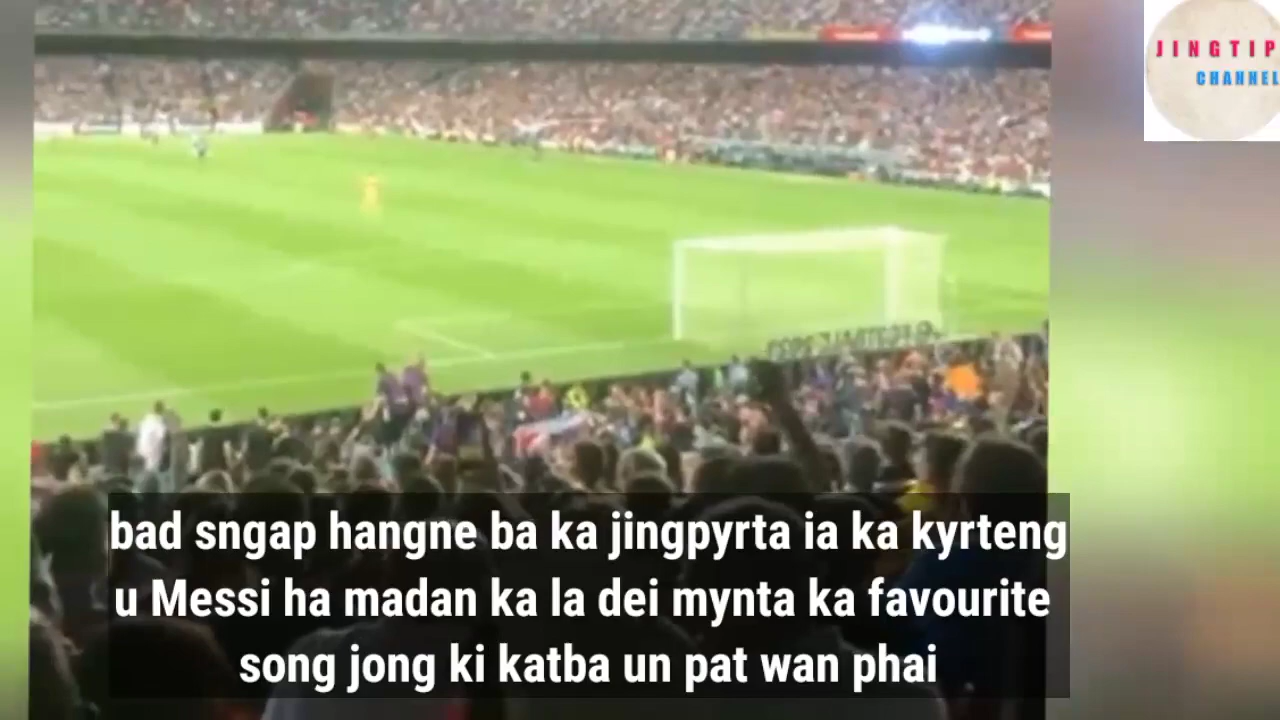 JINGTIP
CHANNEL
bad sngap hangne ba ka jingpyrta ia ka kyrteng
u Messi ha madan ka la dei mynta ka favourite
song jong ki katba un pat wan phai